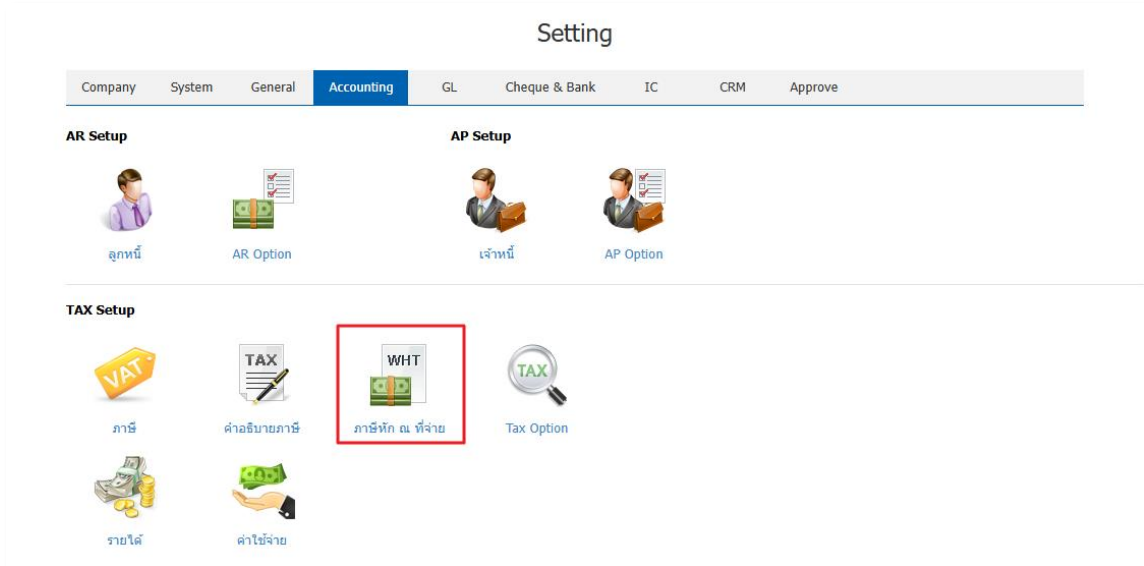 Setting
Company System General Accounting GL Cheque & Bank IC CRM Approve
AR Setup AP Setup
ลูกหนี้ AR Option เจ้าหนี้ AP Option
TAX Setup
VAT TAX WHT TAX
ภาษี คำอธิบายภาษี ภาษีหัก ณ ที่จ่าย Tax Option
รายได้ ค่าใช้จ่าย